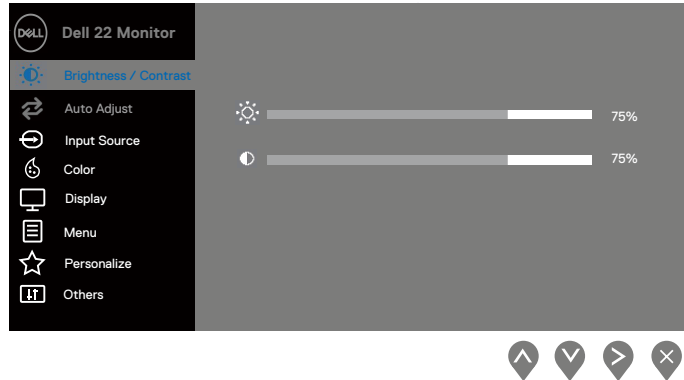 DELL
Dell 22 Monitor
Brightness / Contrast
75%
Auto Adjust
Input Source
75%
Color
Display
Menu
Personalize
Others